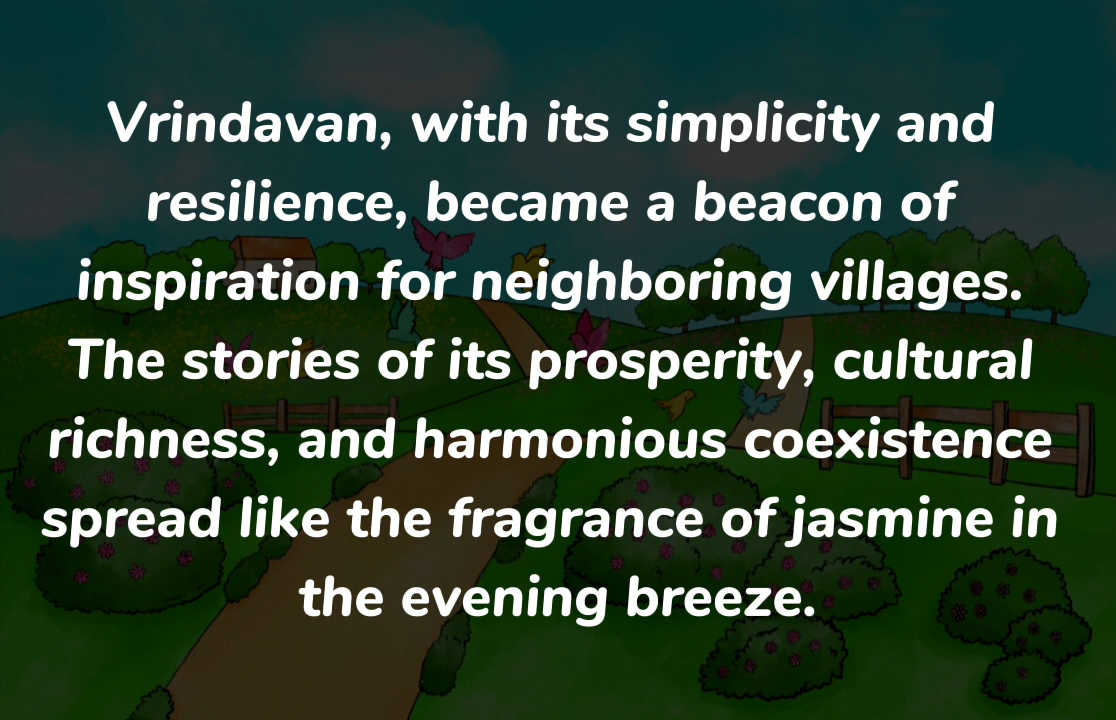 Vrindavan, with its simplicity and
resilience, became a beacon of
inspiration for neighboring villages.
The stories of its prosperity, cultural
richness, and harmonious coexistence
spread like the fragrance of jasmine in
the evening breeze.